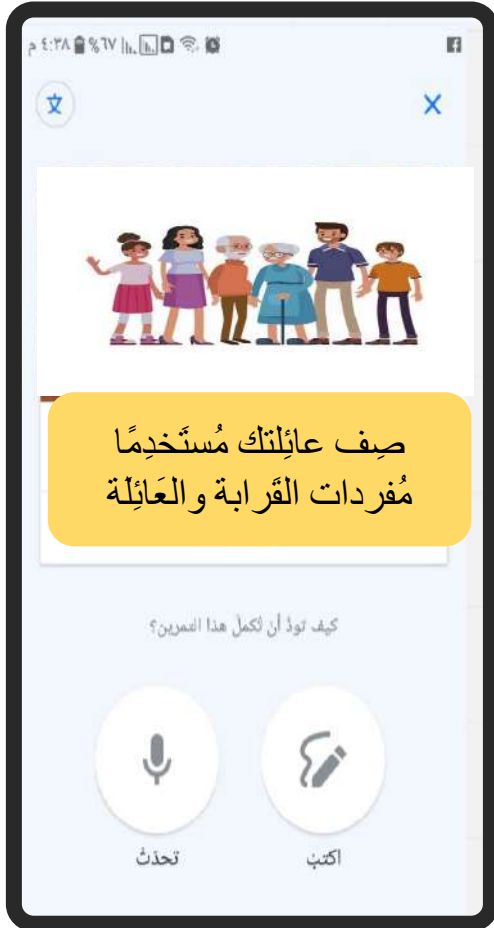 ٤:٣٨ م ٦٧%
صِف عائِلتك مُستَخدِمًا
مُفردات القَرابة والعَائِلَة
كيف تودُ أن تُكملَ هذا التمرين؟
تحدّثْ
اكتبْ